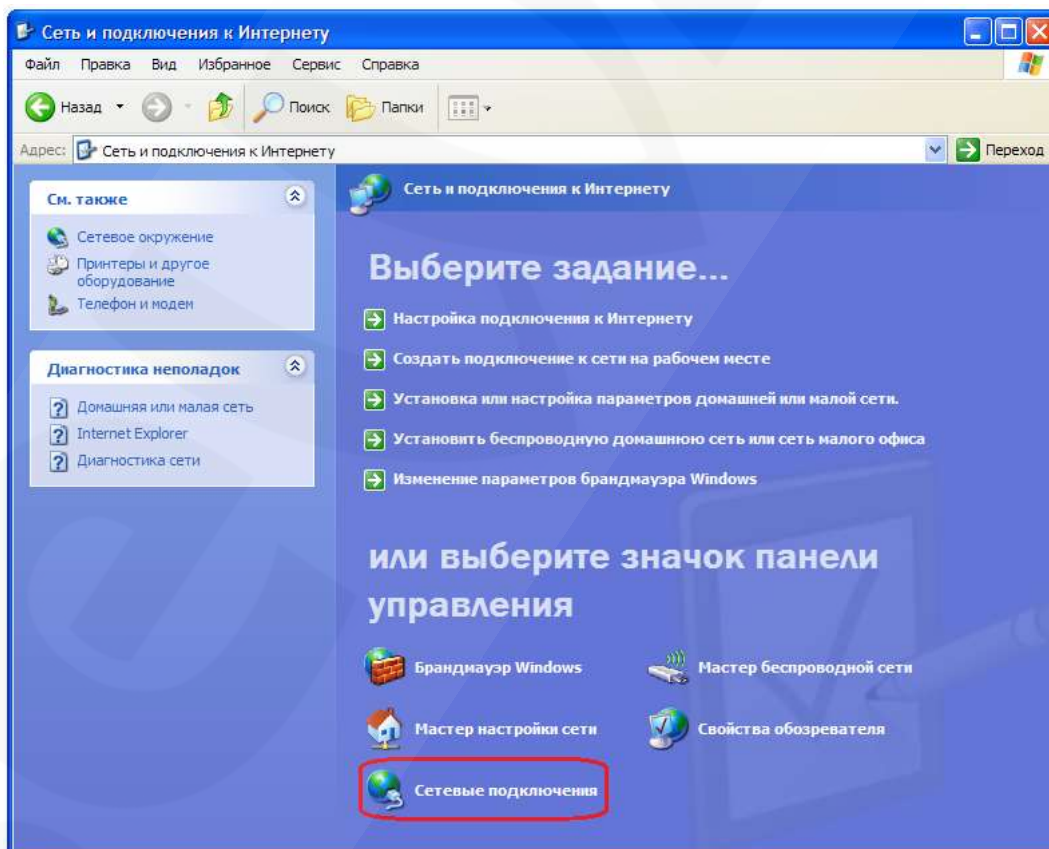 Сеть и подключения к Интернету
Файл Правка Вид Избранное Сервис Справка
Назад Поиск Папки
Адрес: Сеть и подключения к Интернету Переход
См. также
Сетевое окружение
Принтеры и другое
оборудование
Телефон и модем
Диагностика неполадок
Домашняя или малая сеть
Internet Explorer
Диагностика сети
Сеть и подключения к Интернету
Выберите задание...
Настройка подключения к Интернету
Создать подключение к сети на рабочем месте
Установка или настройка параметров домашней или малой сети.
Установить беспроводную домашнюю сеть или сеть малого офиса
Изменение параметров брандмауэра Windows
или выберите значок панели
управления
Брандмауэр Windows Мастер беспроводной сети
Мастер настройки сети Свойства обозревателя
Сетевые подключения